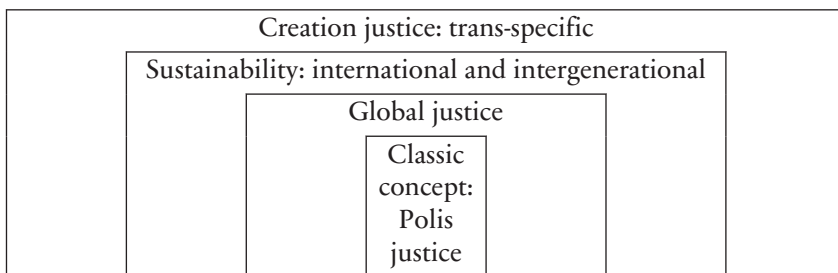 Creation justice: trans-specific
Sustainability: international and intergenerational
Global justice
Classic
concept:
Polis
justice